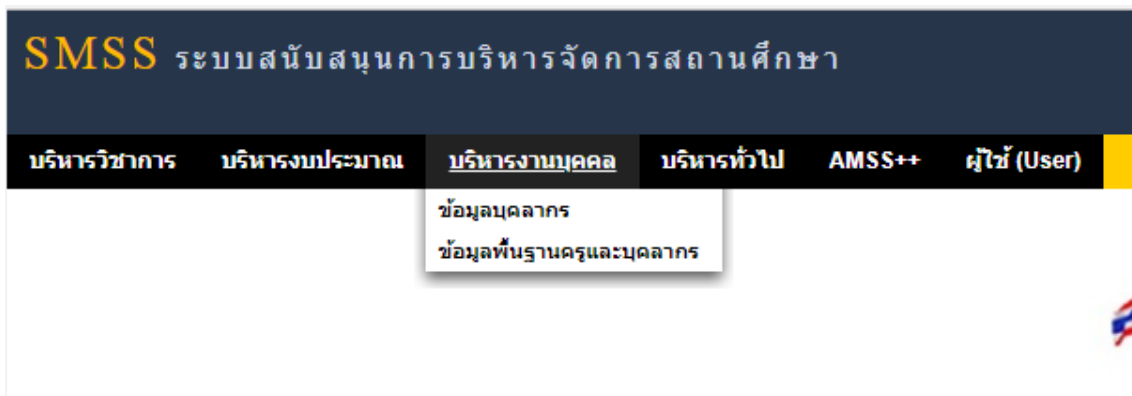 SMSS ระบบสนับสนุนการบริหารจัดการสถานศึกษา
บริหารวิชาการ บริหารงบประมาณ บริหารงานบุคคล บริหารทั่วไป AMSS++ ผู้ใช้ (User)
ข้อมูลบุคลากร
ข้อมูลพื้นฐานครูและบุคลากร